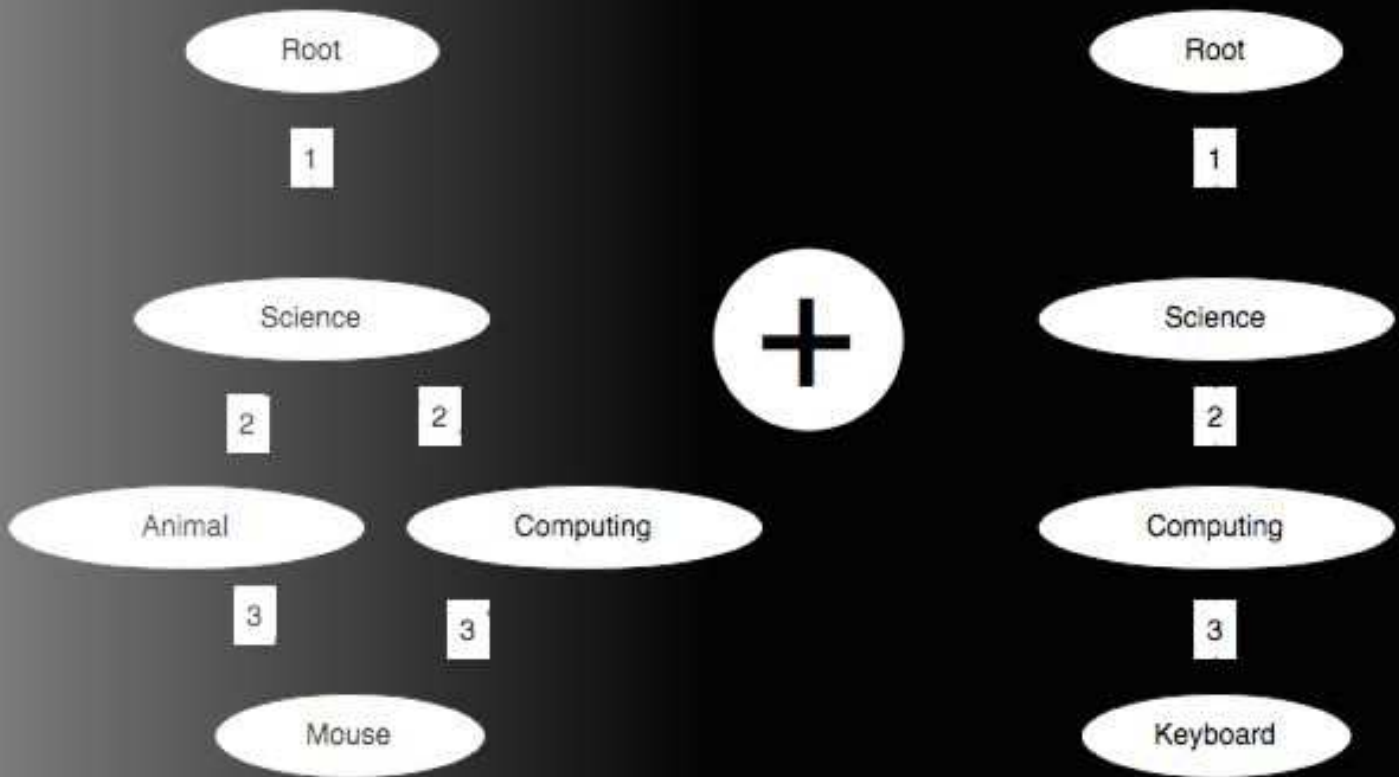 Root
1
Science
2 2
Animal Computing
3 3
Mouse
+
Root
1
Science
2
Computing
3
Keyboard